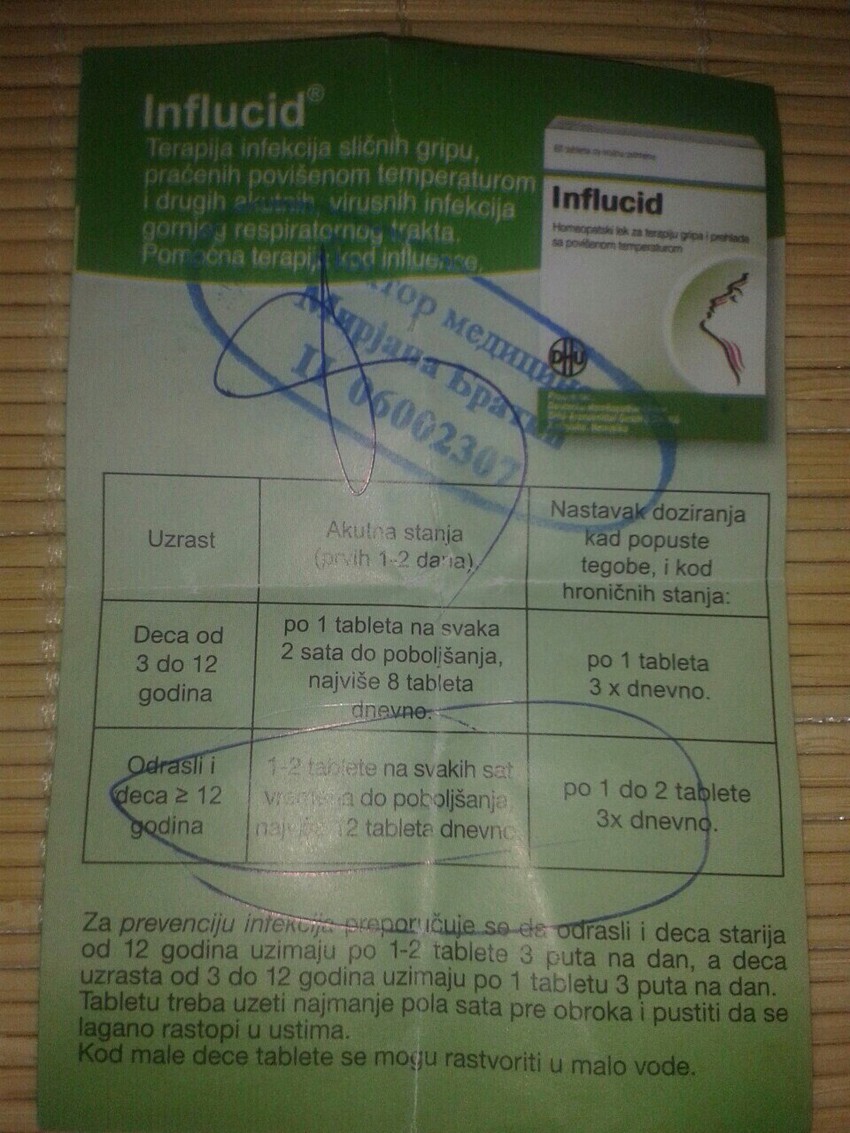 Influcid®
Terapija infekcija sličnih gripu,
praćenih povišenom temperaturom
i drugih akutnih, virusnih infekcija
gornjeg respiratornog trakta.
Pomoćna terapija kod influence.
60 tableta za
Influcid
Homeopatski lek za terapiju gripa i prehlada
sa povišenom temperaturom
DHU
Доктор медицине
Мирјана Братић
06002307
Uzrast
Akutna stanja
(prvih 1-2 dana)
Nastavak doziranja
kad popuste
tegobe, i kod
hroničnih stanja:
Deca od
3 do 12
godina
po 1 tableta na svaka
2 sata do poboljšanja,
najviše 8 tableta
dnevno.
po 1 tableta
3 x dnevno.
Odrasli i
deca ≥ 12
godina
1-2 tablete na svakih sat
vremena do poboljšanja,
najviše 12 tableta dnevno
po 1 do 2 tablete
3x dnevno.
Za prevenciju infekcija preporučuje se da odrasli i deca starija
od 12 godina uzimaju po 1-2 tablete 3 puta na dan, a deca
uzrasta od 3 do 12 godina uzimaju po 1 tabletu 3 puta na dan.
Tabletu treba uzeti najmanje pola sata pre obroka i pustiti da se
lagano rastopi u ustima.
Kod male dece tablete se mogu rastvoriti u malo vode.